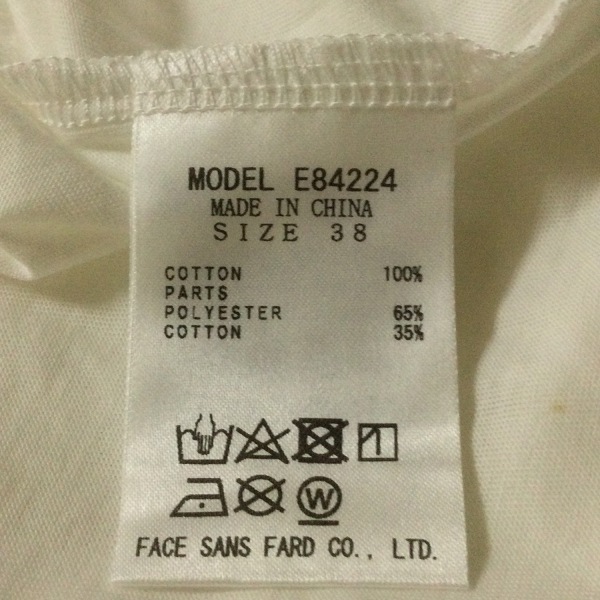 MODEL E84224
MADE IN CHINA
SIZE 38
COTTON 100%
PARTS
POLYESTER 65%
COTTON 35%
W
FACE SANS FARD CO., LTD.